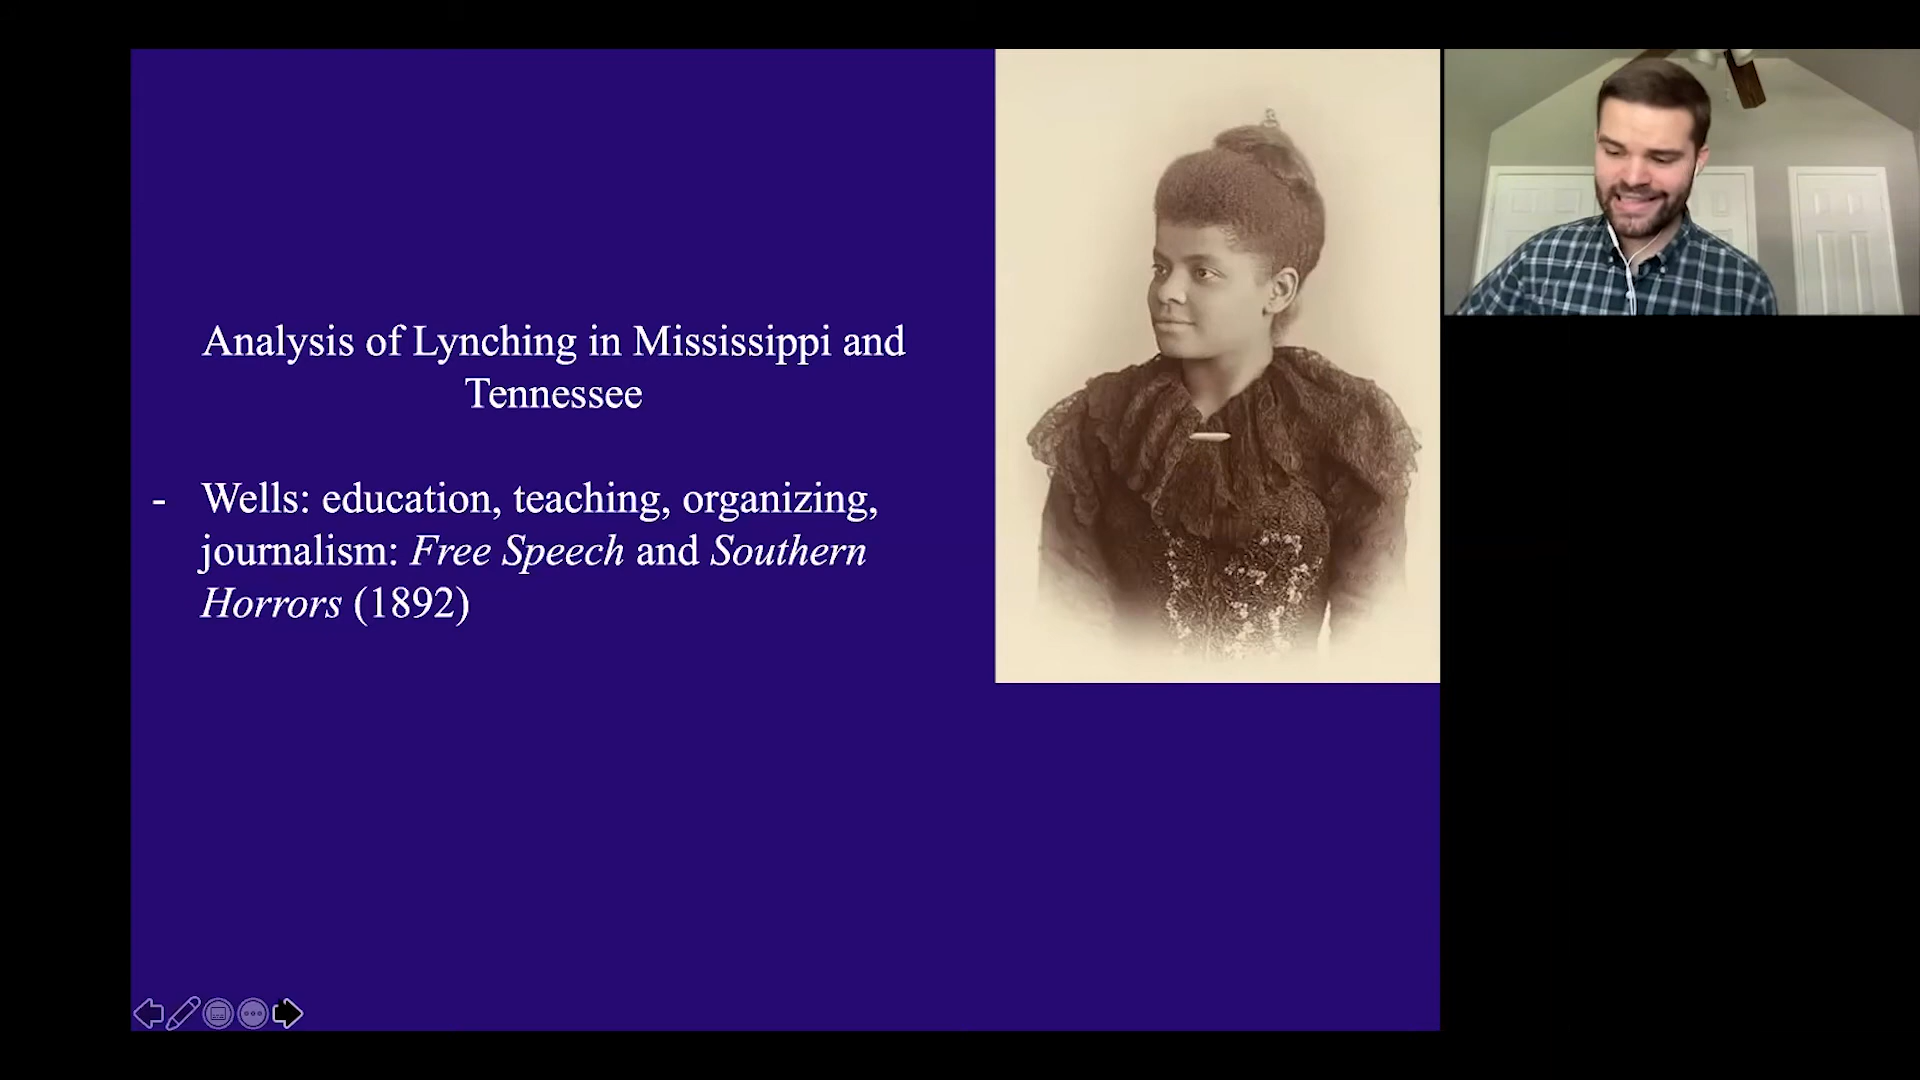 Analysis of Lynching in Mississippi and
Tennessee
- Wells: education, teaching, organizing,
journalism: Free Speech and Southern
Horrors (1892)